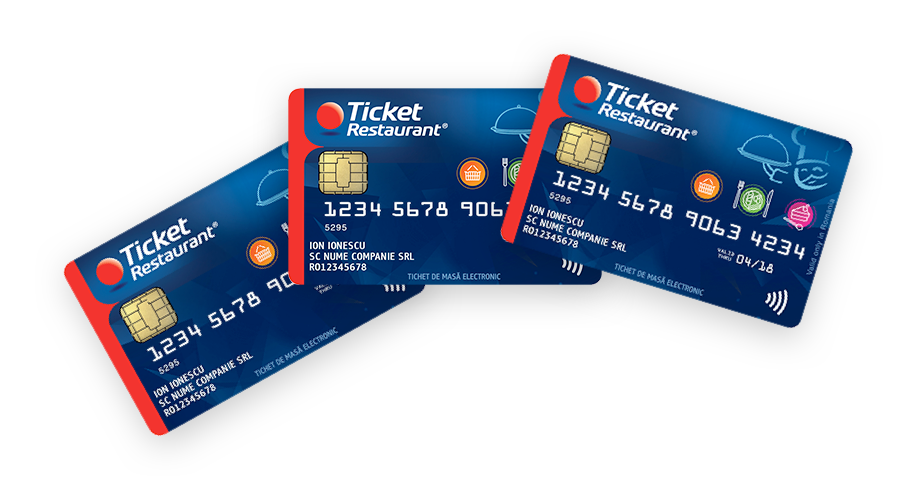 Ticket
Restaurant®
1234 5678 90
5295
VAL
THRU
ION IONESCU
SC NUME COMPANIE SRL
RO12345678
TICHET DE MASĂ ELECTRONIC
Ticket
Restaurant®
1234 5678 906
5295
ION IONESCU
SC NUME COMPANIE SRL
RO12345678
TICHET DE MASĂ ELECTRONIC
Ticket
Restaurant®
1234 5678 9063 4234
5295
VALID
THRU 04/18
ION IONESCU
SC NUME COMPANIE SRL
RO12345678
TICHET DE MASĂ ELECTRONIC
Valid only in Romania